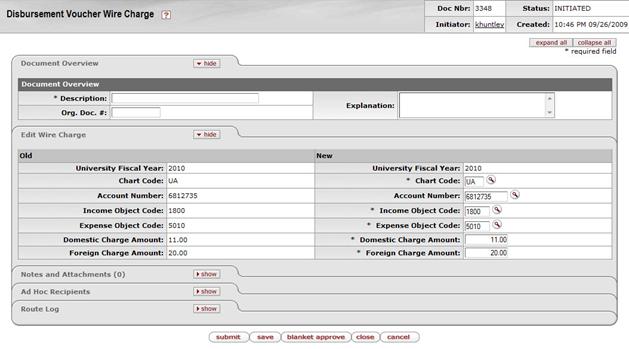 Disbursement Voucher Wire Charge ?
Doc Nbr: 3348 Status: INITIATED
Initiator: khuntley Created: 10:46 PM 09/26/2009
expand all collapse all
* required field
Document Overview hide
Document Overview
* Description: Explanation:
Org. Doc. #:
Edit Wire Charge hide
Old New
University Fiscal Year: 2010 University Fiscal Year: 2010
Chart Code: UA * Chart Code: UA
Account Number: 6812735 Account Number: 6812735
Income Object Code: 1800 * Income Object Code: 1800
Expense Object Code: 5010 * Expense Object Code: 5010
Domestic Charge Amount: 11.00 * Domestic Charge Amount: 11.00
Foreign Charge Amount: 20.00 * Foreign Charge Amount: 20.00
Notes and Attachments (0) show
Ad Hoc Recipients show
Route Log show
submit save blanket approve close cancel